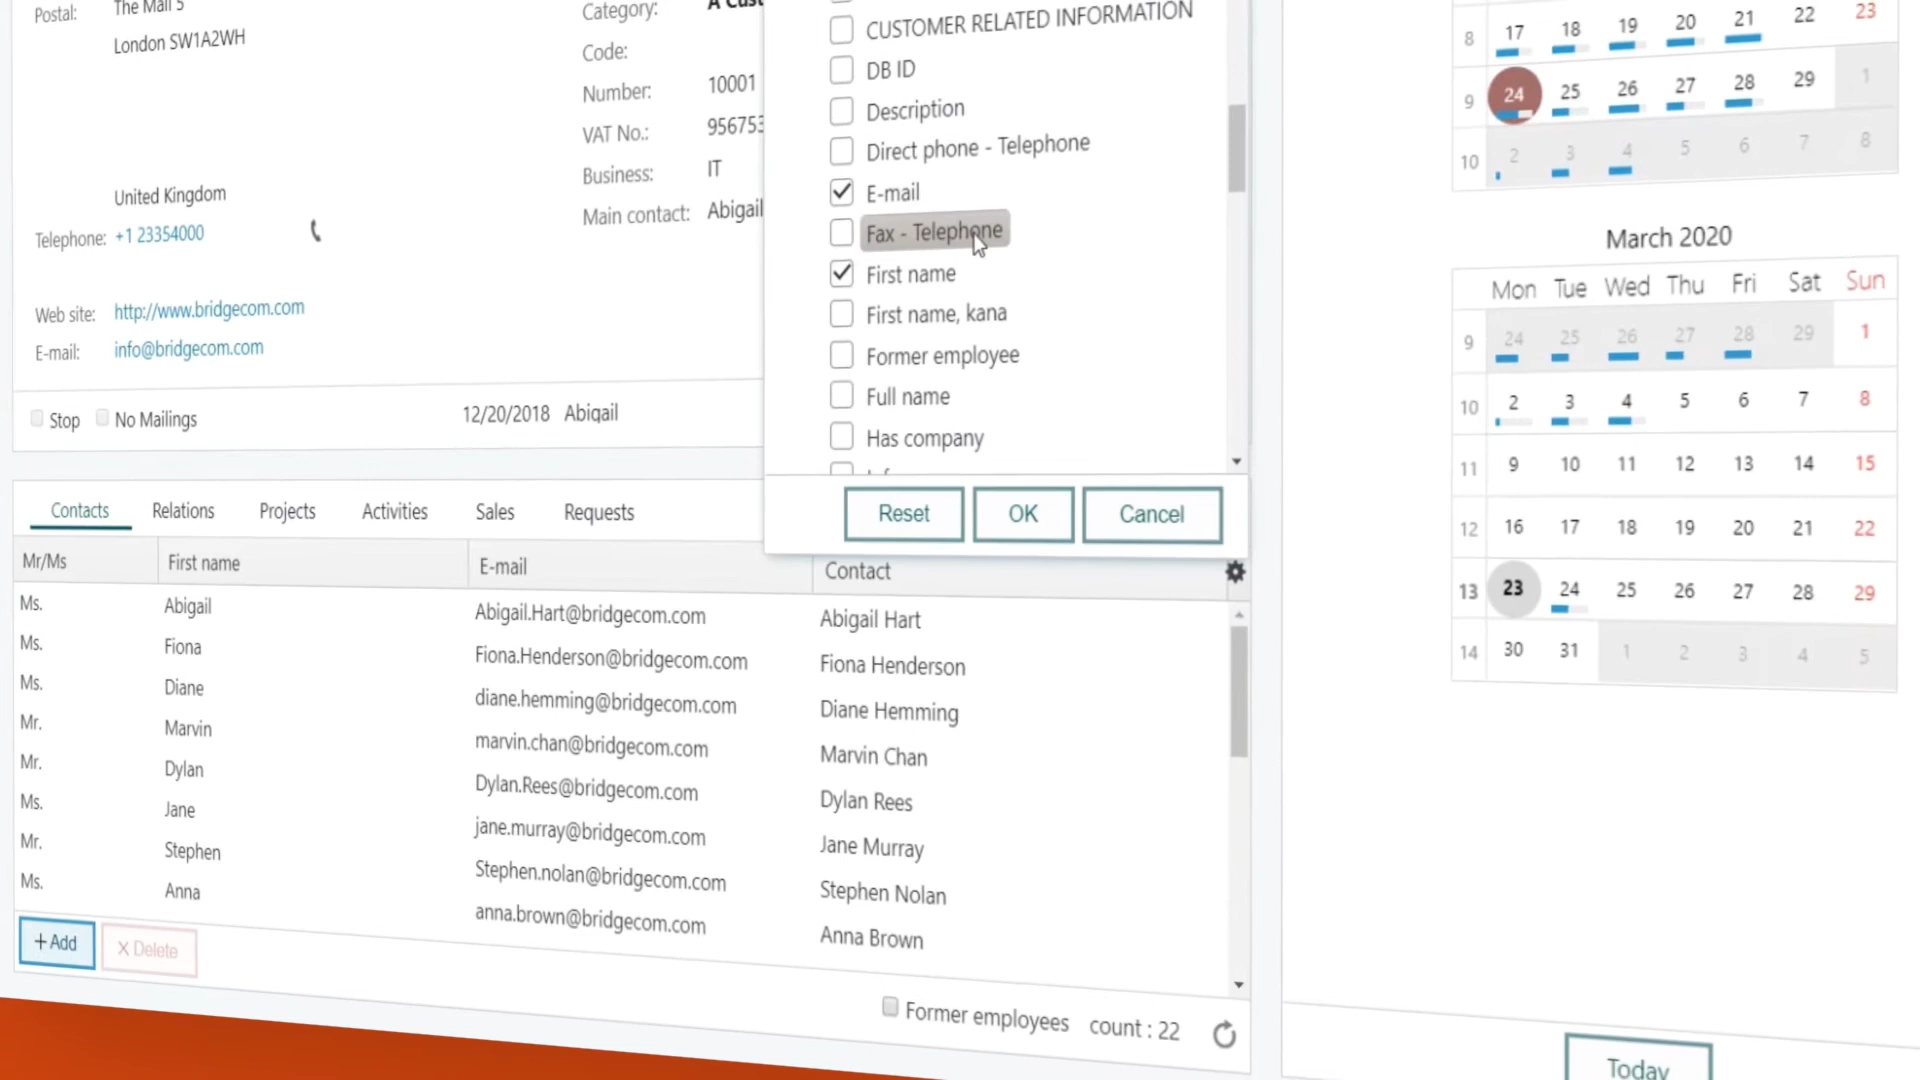 Postal:
The Mall 5
London SW1A2WH
United Kingdom
Telephone: +1 23354000
Web site: http://www.bridgecom.com
E-mail: info@bridgecom.com
Stop No Mailings 12/20/2018 Abigail
Category:
Code:
Number: 10001
VAT No.: 956753
Business: IT
Main contact: Abigail
CUSTOMER RELATED INFORMATION
DB ID
Description
Direct phone - Telephone
E-mail
Fax - Telephone
First name
First name, kana
Former employee
Full name
Has company
Reset OK Cancel
Contacts Relations Projects Activities Sales Requests
Mr/Ms First name E-mail Contact
Ms. Abigail Abigail.Hart@bridgecom.com Abigail Hart
Ms. Fiona Fiona.Henderson@bridgecom.com Fiona Henderson
Ms. Diane diane.hemming@bridgecom.com Diane Hemming
Mr. Marvin marvin.chan@bridgecom.com Marvin Chan
Mr. Dylan Dylan.Rees@bridgecom.com Dylan Rees
Ms. Jane jane.murray@bridgecom.com Jane Murray
Mr. Stephen Stephen.nolan@bridgecom.com Stephen Nolan
Ms. Anna anna.brown@bridgecom.com Anna Brown
+ Add X Delete
Former employees count : 22
8 17 18 19 20 21 22 23
9 24 25 26 27 28 29 1
10 2 3 4 5 6 7 8
March 2020
Mon Tue Wed Thu Fri Sat Sun
9 24 25 26 27 28 29 1
10 2 3 4 5 6 7 8
11 9 10 11 12 13 14 15
12 16 17 18 19 20 21 22
13 23 24 25 26 27 28 29
14 30 31 1 2 3 4 5
Today